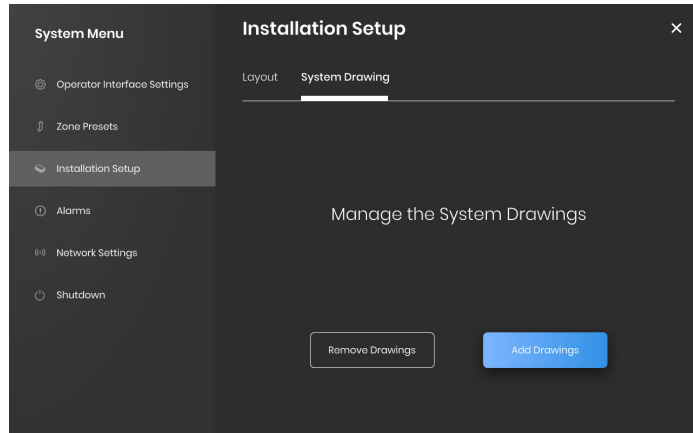 System Menu
Operator Interface Settings
Zone Presets
Installation Setup
Alarms
Network Settings
Shutdown
Installation Setup
Layout System Drawing
Manage the System Drawings
Remove Drawings Add Drawings